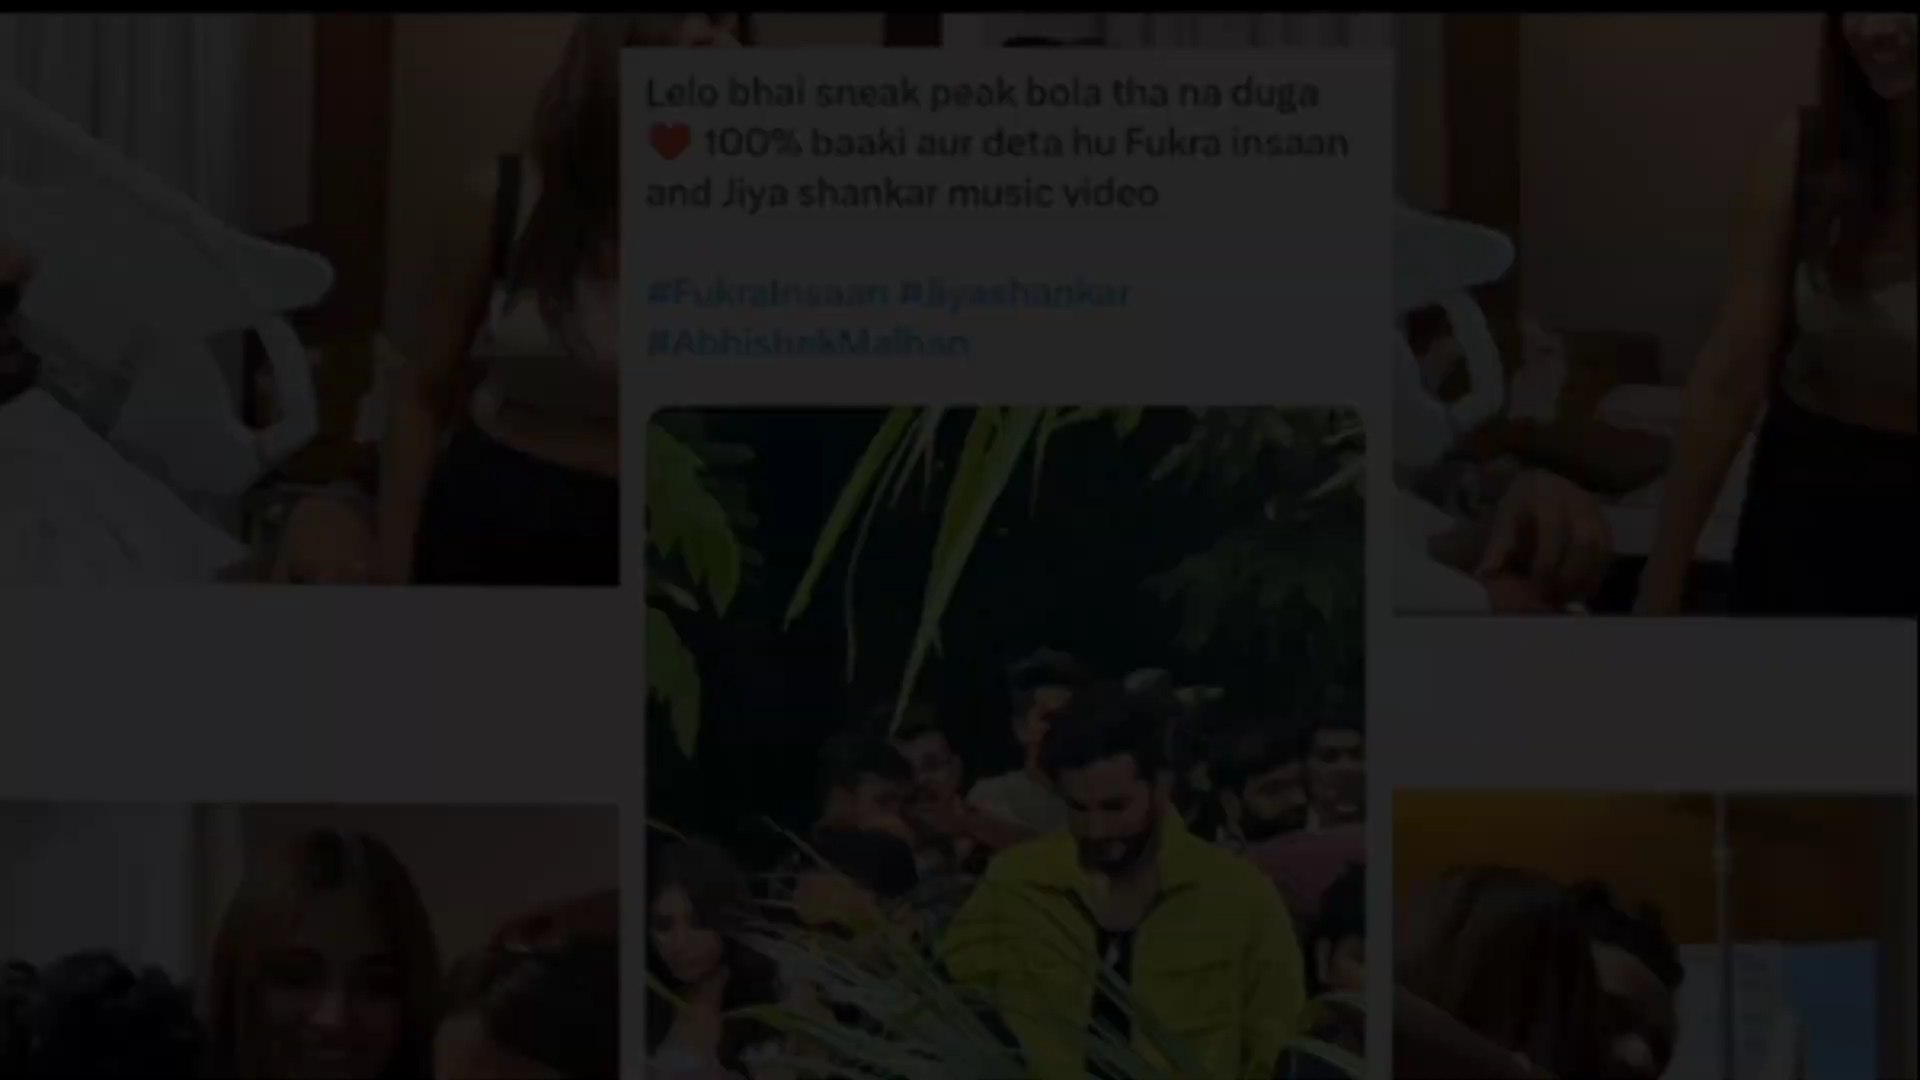 Lelo bhai sneak peak bola tha na duga
❤️ 100% baaki aur deta hu Fukra insaan
and Jiya shankar music video
#FukraInsaan #Jiyashankar
#AbhishekMalhan